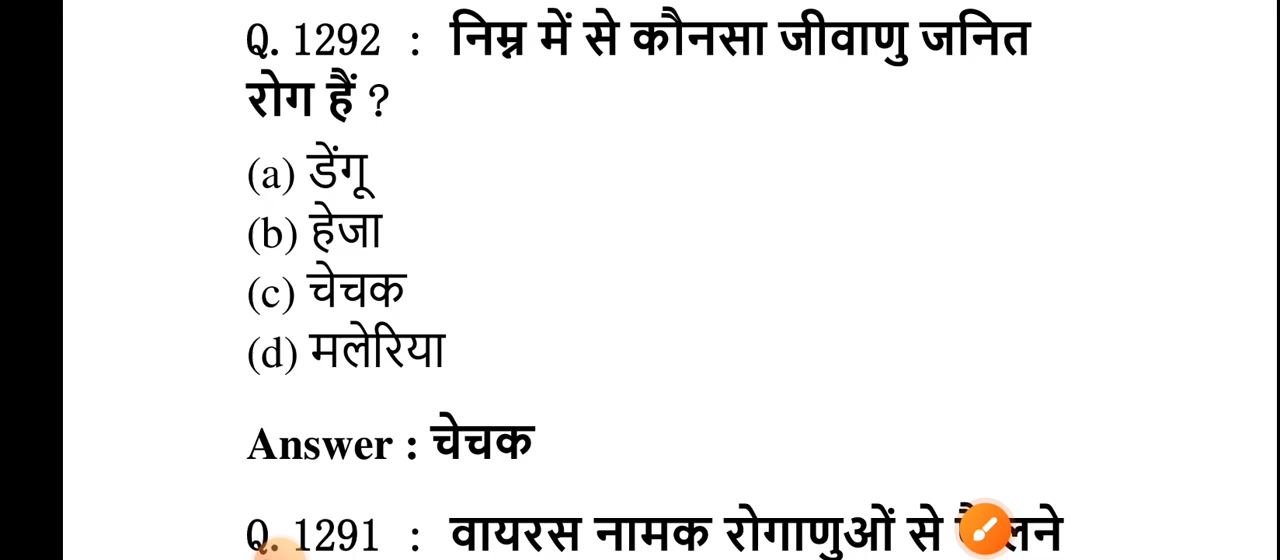 Q. 1292 : निम्न में से कौनसा जीवाणु जनित
रोग हैं ?
(a) डेंगू
(b) हेजा
(c) चेचक
(d) मलेरिया
Answer : चेचक
Q. 1291 : वायरस नामक रोगाणुओं से